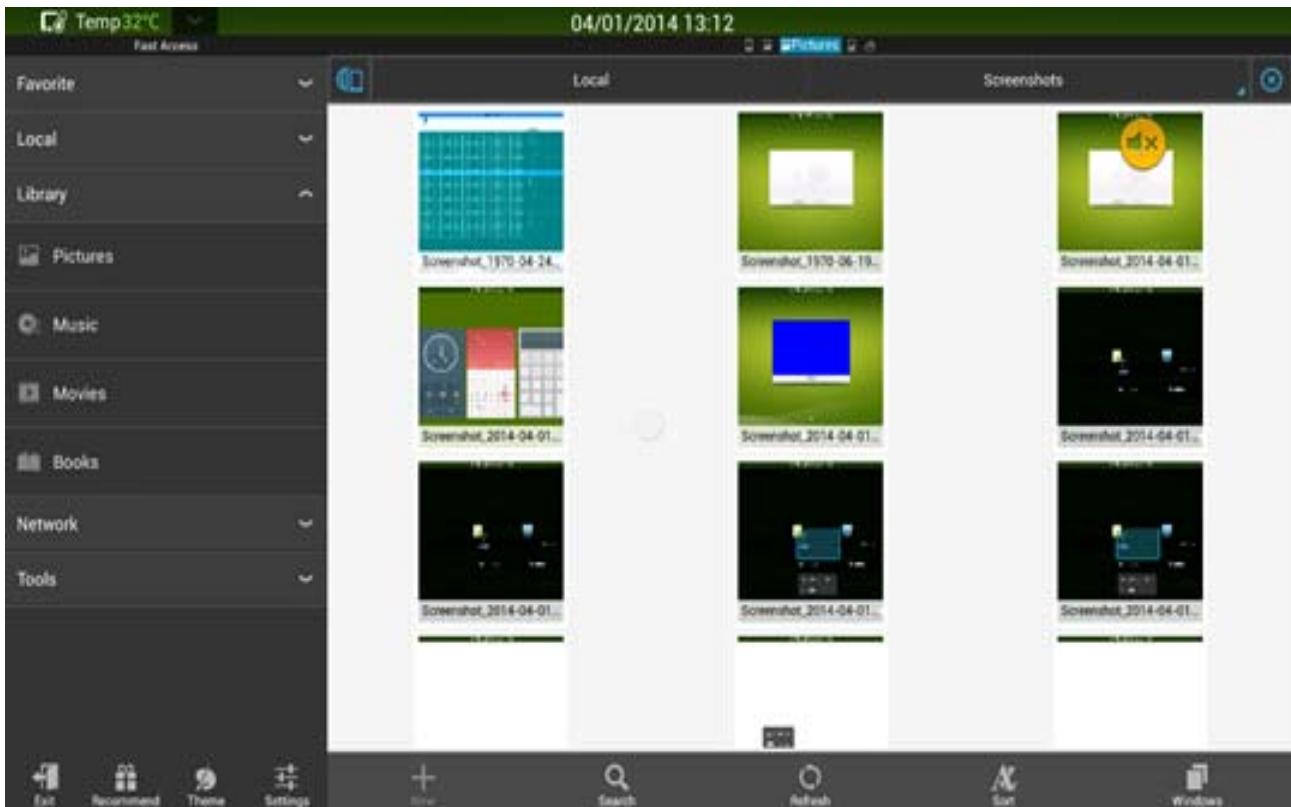 Temp 32°C
04/01/2014 13:12
Fast Access
Pictures
Favorite
Local
Screenshots
Local
Library
Screenshot_1970-04-24...
Screenshot_1970-06-19...
Screenshot_2014-04-01...
Pictures
Music
Movies
Screenshot_2014-04-01...
Screenshot_2014-04-01...
Screenshot_2014-04-01...
Books
Network
Tools
Screenshot_2014-04-01...
Screenshot_2014-04-01...
Screenshot_2014-04-01...
Exit
Recommend
Theme
Settings
New
Search
Refresh
Sort
Windows